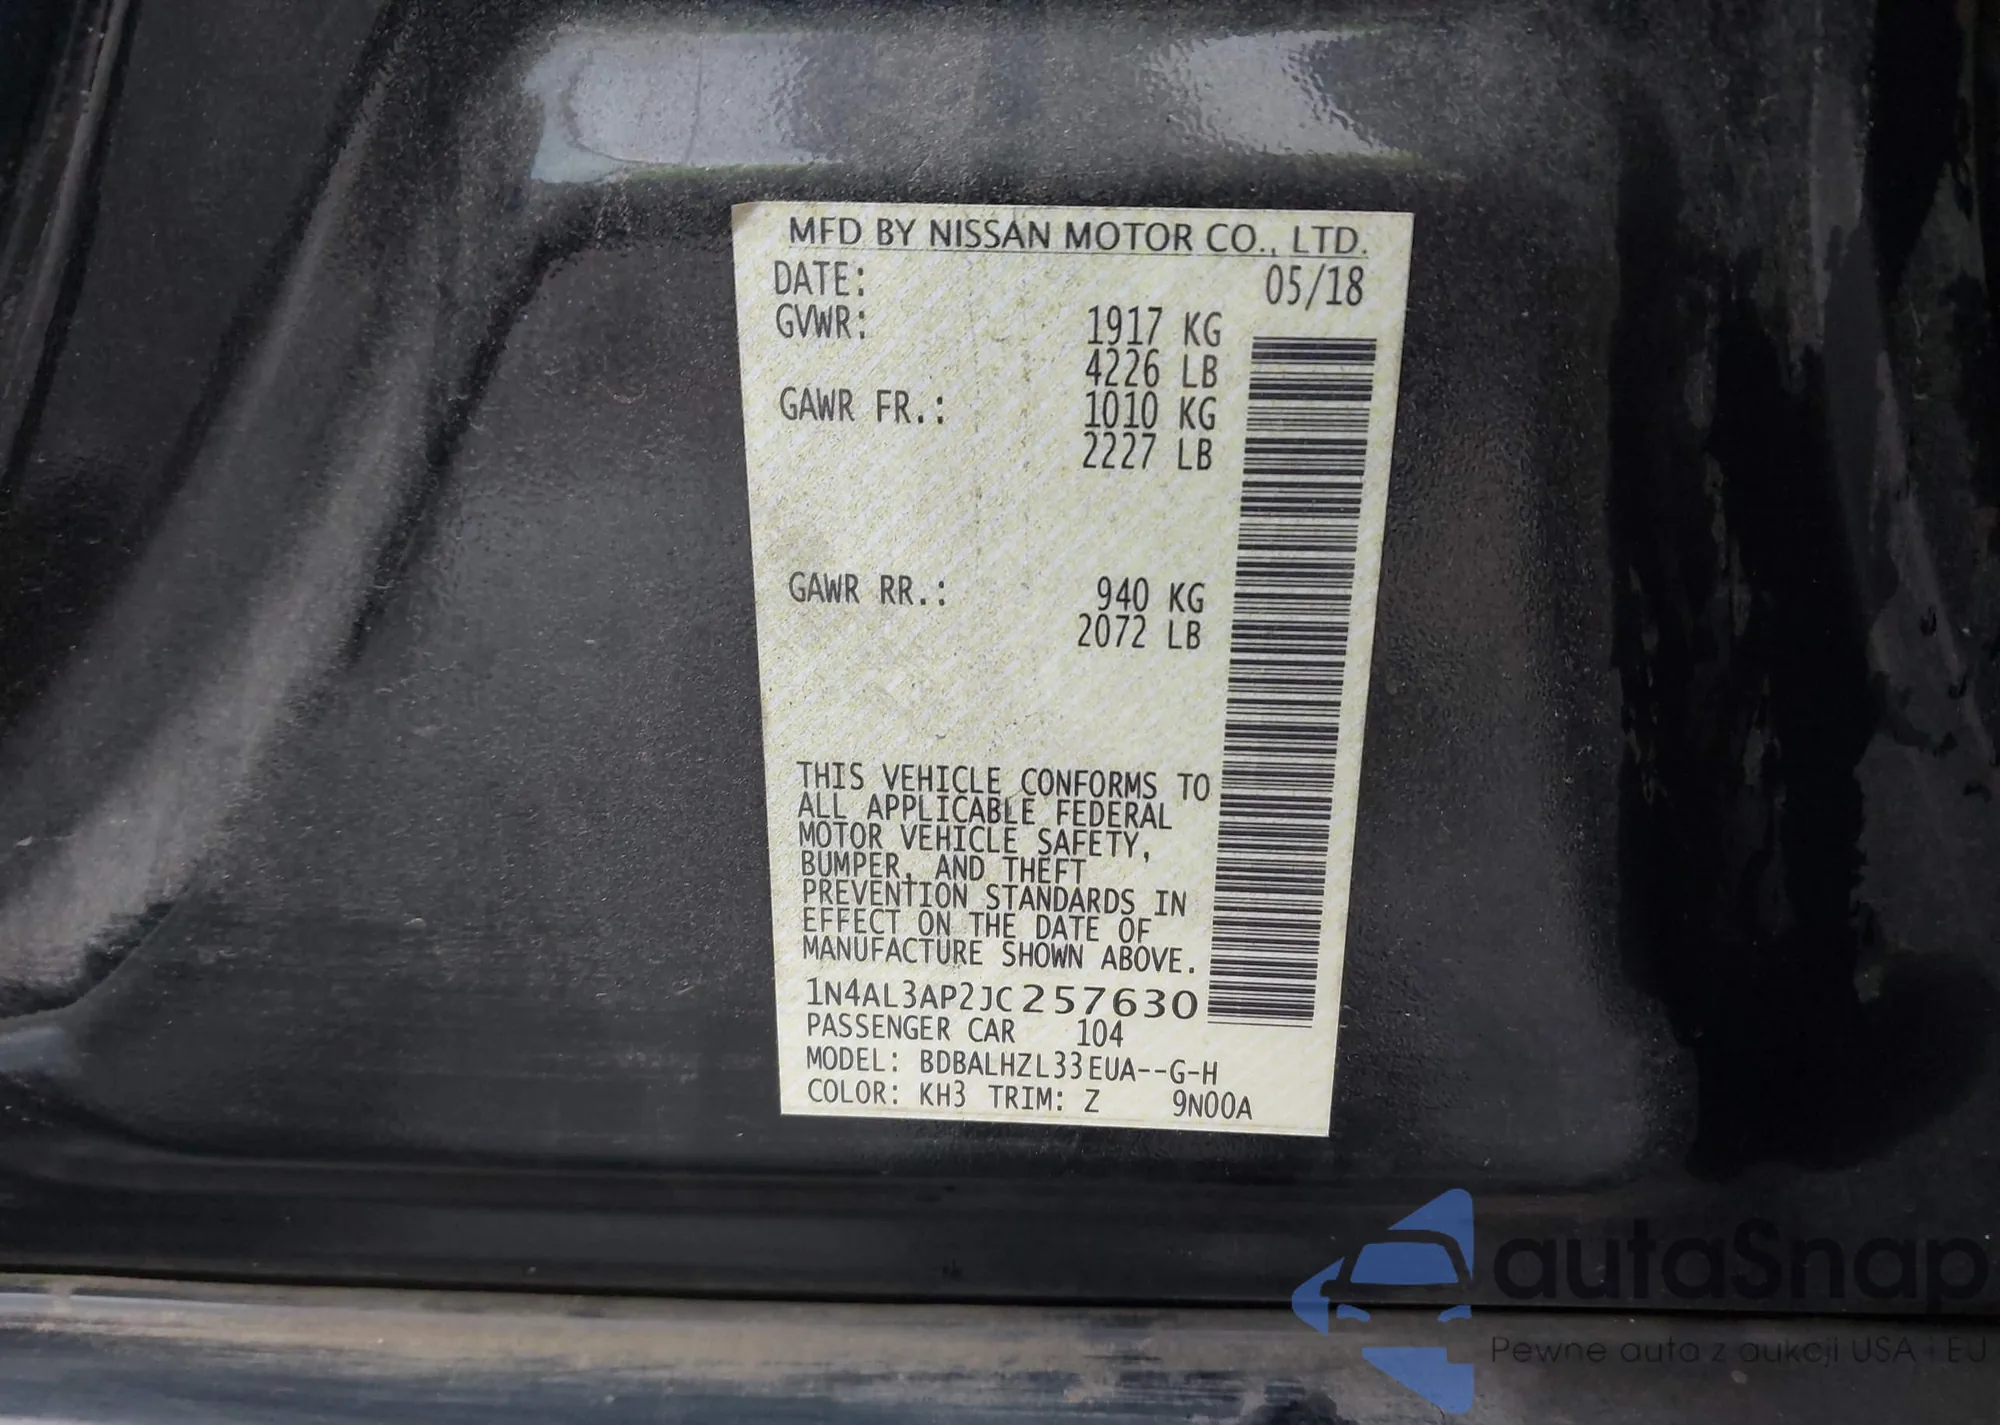 MFD BY NISSAN MOTOR CO., LTD.
DATE: 05/18
GVWR: 1917 KG
4226 LB
GAWR FR.: 1010 KG
2227 LB
GAWR RR.: 940 KG
2072 LB
THIS VEHICLE CONFORMS TO
ALL APPLICABLE FEDERAL
MOTOR VEHICLE SAFETY,
BUMPER, AND THEFT
PREVENTION STANDARDS IN
EFFECT ON THE DATE OF
MANUFACTURE SHOWN ABOVE.
1N4AL3AP2JC257630
PASSENGER CAR 104
MODEL: BDBALHZL33EUA--G-H
COLOR: KH3 TRIM: Z 9N00A
autaSnap
Pewne auta z aukcji USA i EU